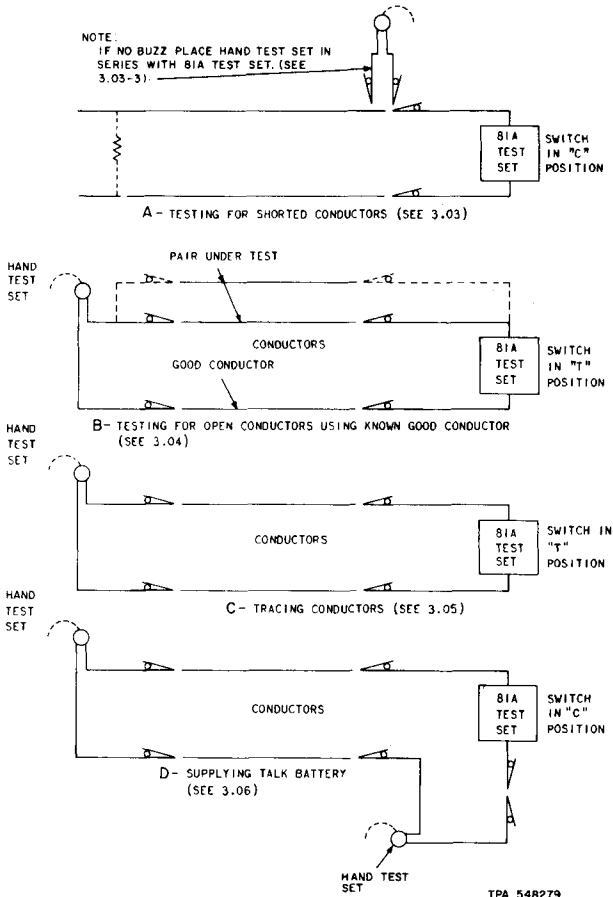 NOTE:
IF NO BUZZ PLACE HAND TEST SET IN
SERIES WITH 81A TEST SET. (SEE
3.03-3)
81A
TEST
SET
SWITCH
IN "C"
POSITION
A - TESTING FOR SHORTED CONDUCTORS (SEE 3.03)
HAND
TEST
SET
PAIR UNDER TEST
CONDUCTORS
GOOD CONDUCTOR
81A
TEST
SET
SWITCH
IN "T"
POSITION
B - TESTING FOR OPEN CONDUCTORS USING KNOWN GOOD CONDUCTOR
(SEE 3.04)
HAND
TEST
SET
CONDUCTORS
81A
TEST
SET
SWITCH IN
"T"
POSITION
C - TRACING CONDUCTORS (SEE 3.05)
HAND
TEST
SET
CONDUCTORS
81A
TEST
SET
SWITCH
IN "C"
POSITION
D - SUPPLYING TALK BATTERY
(SEE 3.06)
HAND TEST
SET
TPA 548279